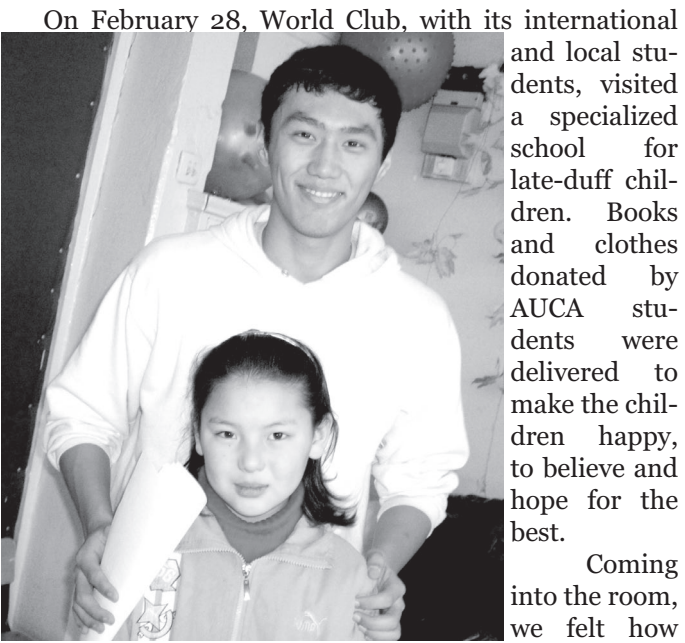 On February 28, World Club, with its international
and local stu-
dents, visited
a specialized
school for
late-duff chil-
dren. Books
and clothes
donated by
AUCA stu-
dents were
delivered to
make the chil-
dren happy,
to believe and
hope for the
best.
Coming
into the room,
we felt how